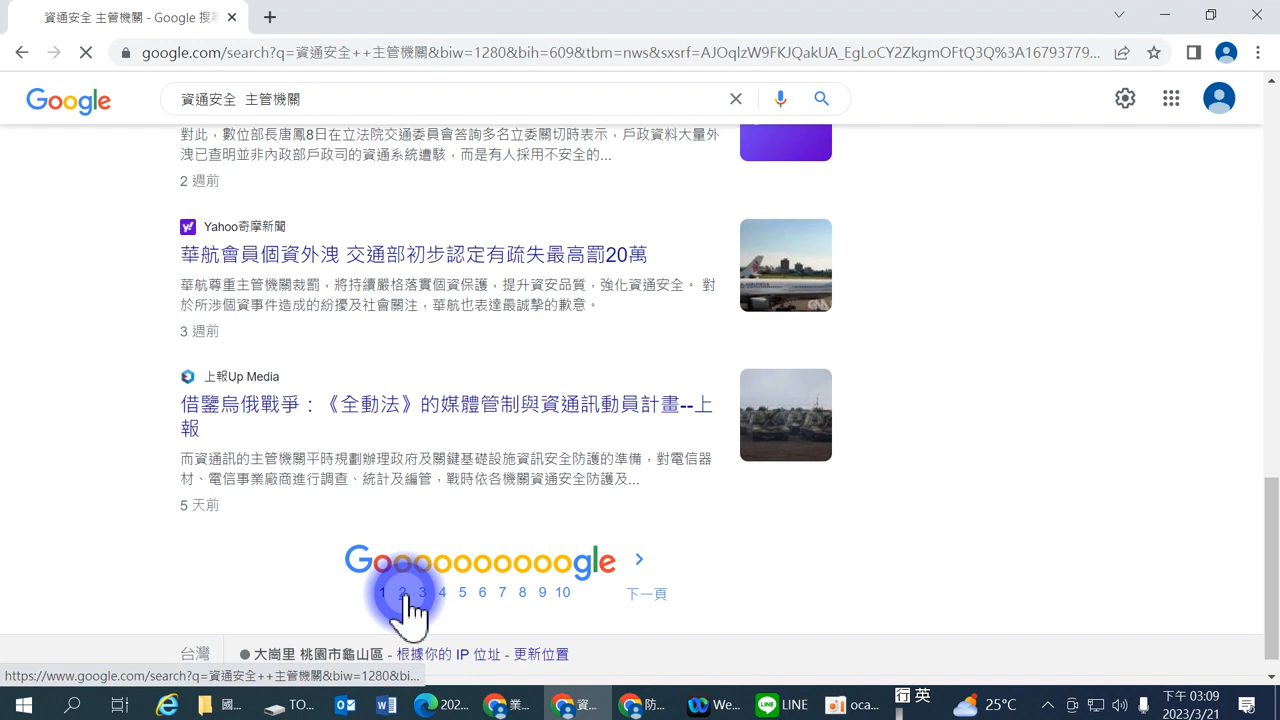 資通安全 主管機關 - Google 搜尋
google.com/search?q=資通安全++主管機關&biw=1280&bih=609&tbm=nws&sxsrf=AJOqlzW9FKJQakUA_EgLoCY2ZkgmOFtQ3Q%3A16793779...
Google
資通安全 主管機關
對此，數位部長唐鳳8日在立法院交通委員會答詢多名立委關切時表示，戶政資料大量外
洩已查明並非內政部戶政司的資通系統遭駭，而是有人採用不安全的...
2 週前
Yahoo奇摩新聞
華航會員個資外洩 交通部初步認定有疏失最高罰20萬
華航尊重主管機關裁罰，將持續嚴格落實個資保護，提升資安品質，強化資通安全。 對
於所涉個資事件造成的紛擾及社會關注，華航也表達最誠摯的歉意。
3 週前
上報Up Media
借鑒烏俄戰爭：《全動法》的媒體管制與資通訊動員計畫--上
報
而資通訊的主管機關平時規劃辦理政府及關鍵基礎設施資訊安全防護的準備，對電信器
材、電信事業廠商進行調查、統計及編管，戰時依各機關資通安全防護及...
5 天前
Goooooooooogle
1 2 3 4 5 6 7 8 9 10 下一頁
台灣 大崗里 桃園市龜山區 - 根據你的 IP 位址 - 更新位置
https://www.google.com/search?q=資通安全++主管機關&biw=1280&bi...
國... TO... 202... 業... 資... 防... We... LINE oca... 行 英 25°C 下午 03:09
2023/3/21